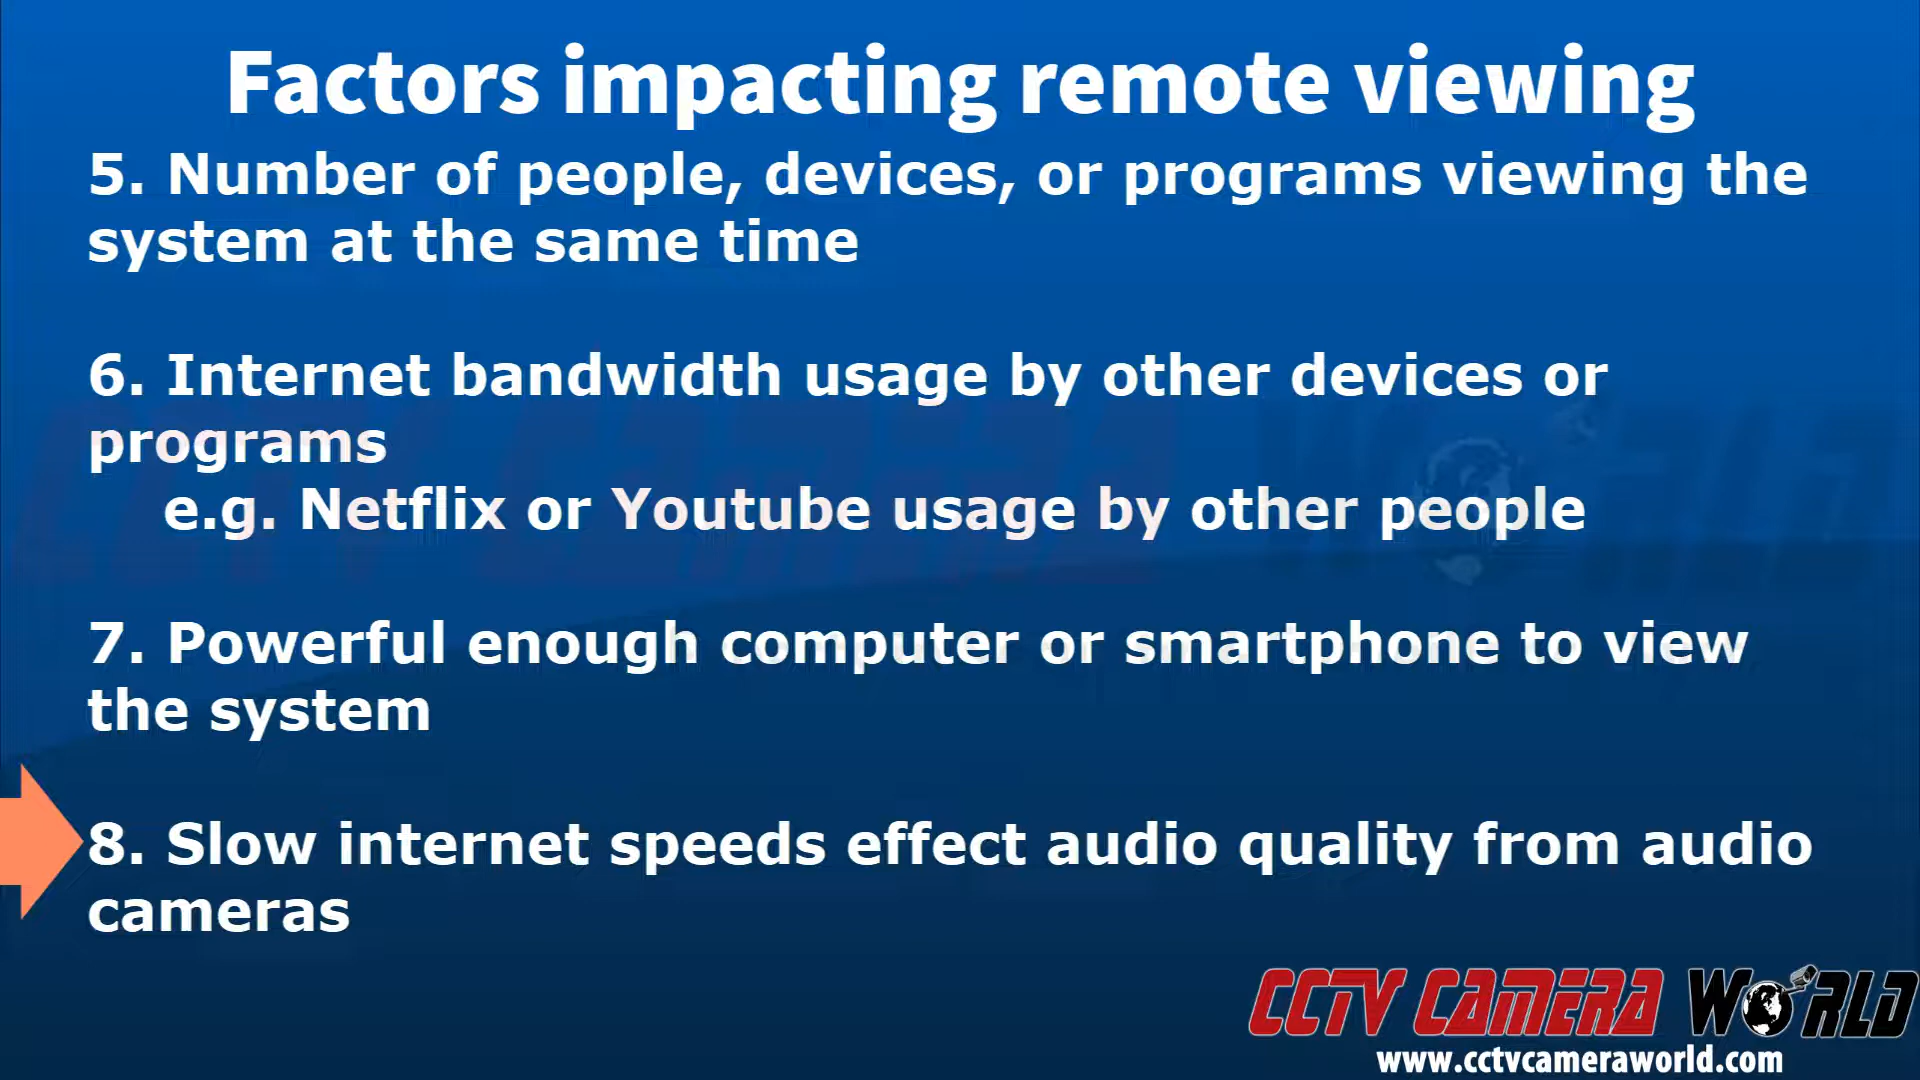 Factors impacting remote viewing
5. Number of people, devices, or programs viewing the
system at the same time
6. Internet bandwidth usage by other devices or
programs
e.g. Netflix or Youtube usage by other people
7. Powerful enough computer or smartphone to view
the system
8. Slow internet speeds effect audio quality from audio
cameras
CCTV CAMERA WORLD
www.cctvcameraworld.com